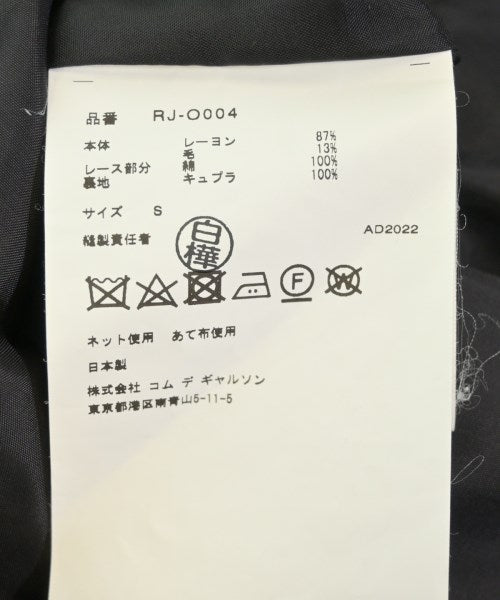 品番 RJ-O004
本体 レーヨン 87%
毛 13%
レース部分 綿 100%
裏地 キュプラ 100%
サイズ S
縫製責任者 白樺
AD2022
F W
ネット使用 あて布使用
日本製
株式会社 コム デ ギャルソン
東京都港区南青山5-11-5